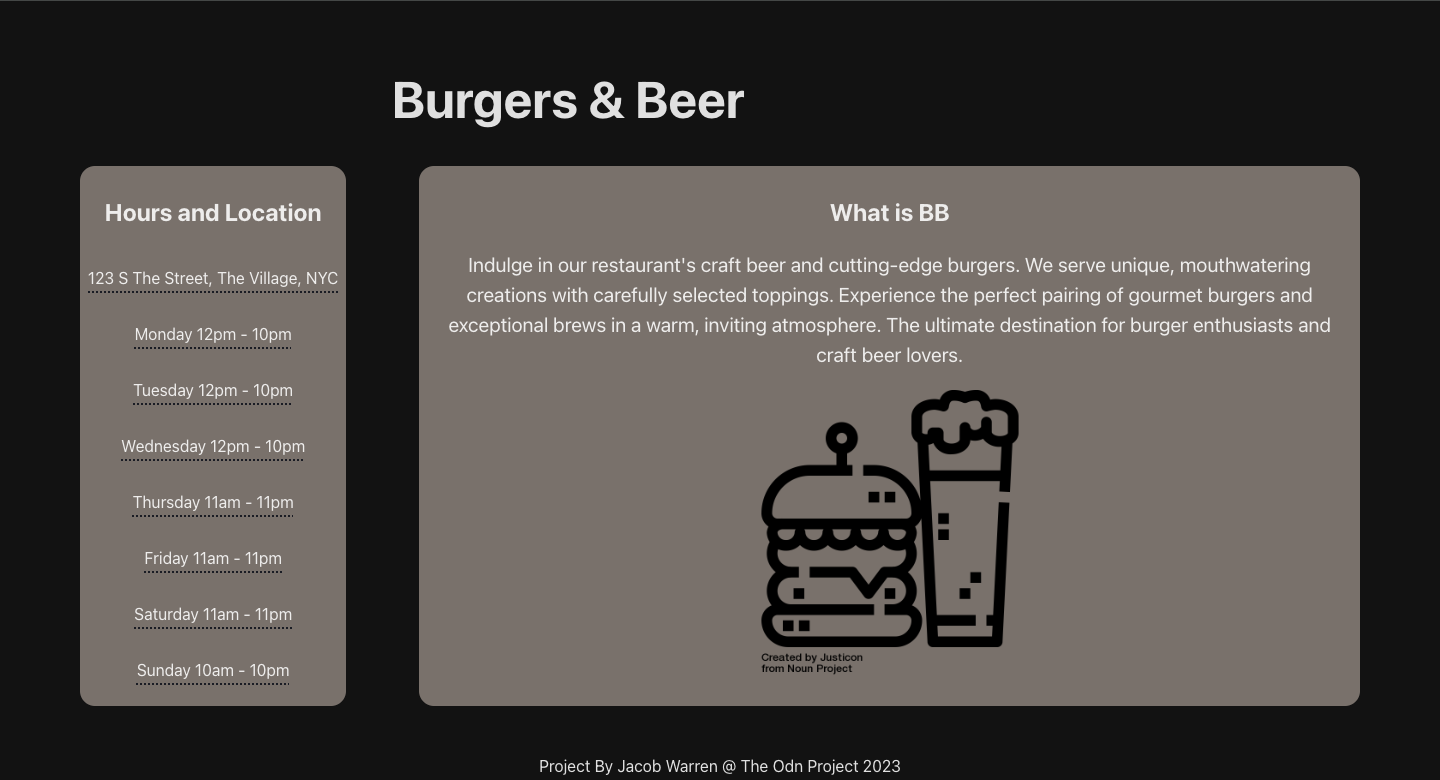 Burgers & Beer
Hours and Location
123 S The Street, The Village, NYC
Monday 12pm - 10pm
Tuesday 12pm - 10pm
Wednesday 12pm - 10pm
Thursday 11am - 11pm
Friday 11am - 11pm
Saturday 11am - 11pm
Sunday 10am - 10pm
What is BB
Indulge in our restaurant's craft beer and cutting-edge burgers. We serve unique, mouthwatering
creations with carefully selected toppings. Experience the perfect pairing of gourmet burgers and
exceptional brews in a warm, inviting atmosphere. The ultimate destination for burger enthusiasts and
craft beer lovers.
Created by Justicon
from Noun Project
Project By Jacob Warren @ The Odn Project 2023